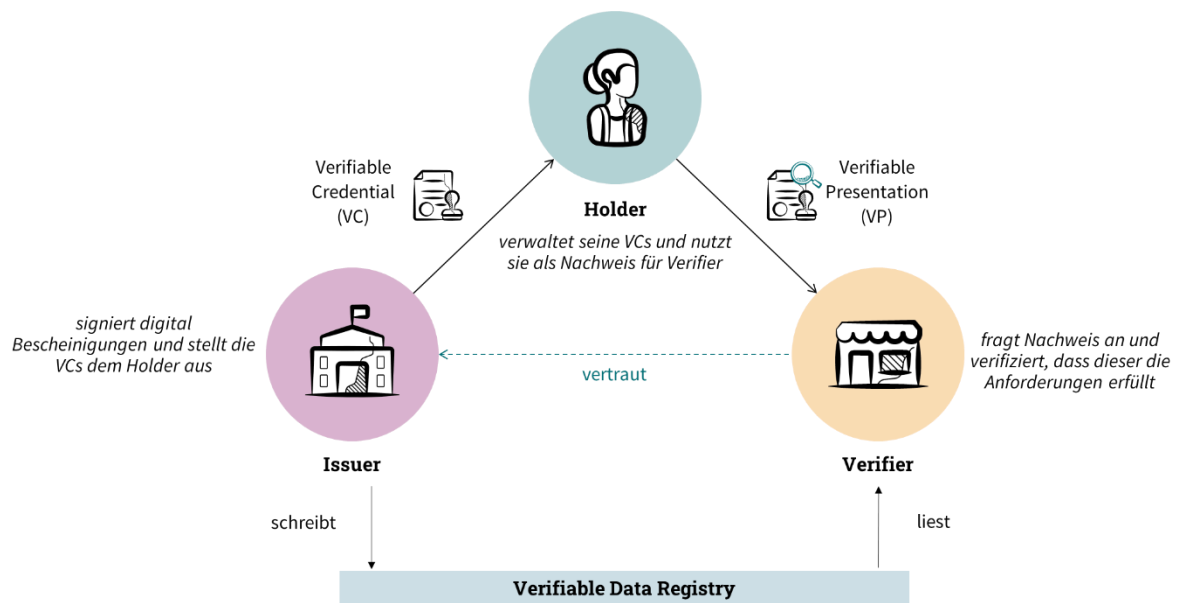 Verifiable
Credential
(VC)
Verifiable
Presentation
(VP)
Holder
verwaltet seine VCs und nutzt
sie als Nachweis für Verifier
signiert digital
Bescheinigungen und stellt die
VCs dem Holder aus
vertraut
fragt Nachweis an und
verifiziert, dass dieser die
Anforderungen erfüllt
Issuer
Verifier
schreibt
liest
Verifiable Data Registry